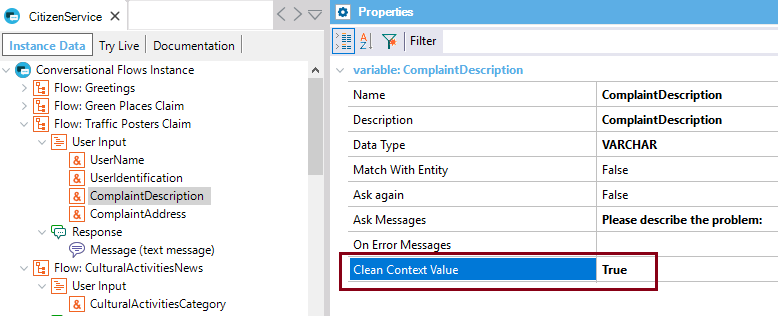 CitizenService
Instance Data Try Live Documentation
Conversational Flows Instance
Flow: Greetings
Flow: Green Places Claim
Flow: Traffic Posters Claim
User Input
& UserName
& UserIdentification
& ComplaintDescription
& ComplaintAddress
Response
Message (text message)
Flow: CulturalActivitiesNews
User Input
& CulturalActivitiesCategory
Properties
A Z Filter
variable: ComplaintDescription
Name ComplaintDescription
Description ComplaintDescription
Data Type VARCHAR
Match With Entity False
Ask again False
Ask Messages Please describe the problem:
On Error Messages
Clean Context Value True